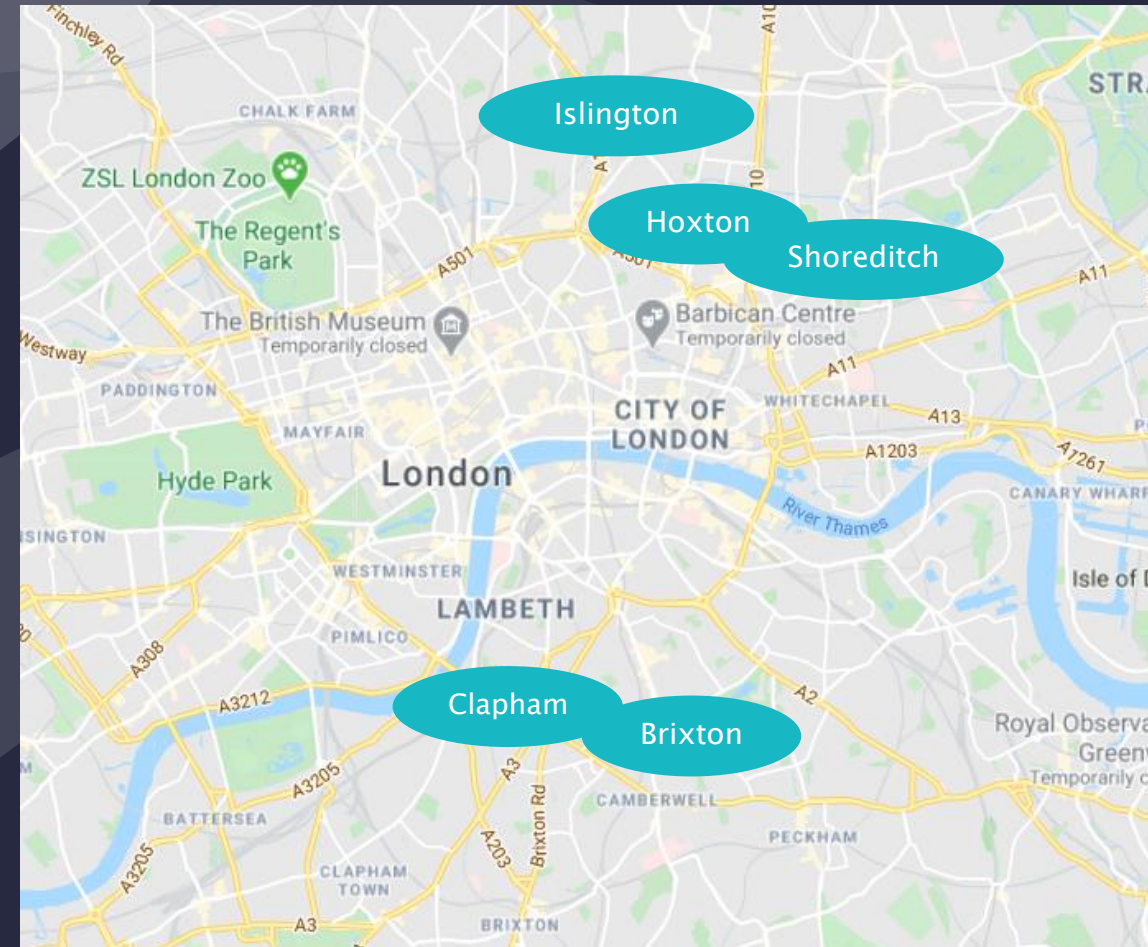 Finchley Rd
A10
STRA
CHALK FARM
Islington
ZSL London Zoo
A1
10
The Regent's
Park
Hoxton
Shoreditch
A501
A501
A11
The British Museum
Temporarily closed
Barbican Centre
Temporarily closed
Westway
A11
PADDINGTON
MAYFAIR
CITY OF
LONDON
WHITECHAPEL
A13
A1203
A1261
London
Hyde Park
River Thames
CANARY WHARF
SINGTON
WESTMINSTER
Isle of D
LAMBETH
PIMLICO
A308
A3212
A2
Clapham
Brixton
Royal Observa
Greenw
Temporarily c
A3205
A3
Brixton Rd
CAMBERWELL
BATTERSEA
A203
PECKHAM
A3205
CLAPHAM
TOWN
A3
BRIXTON